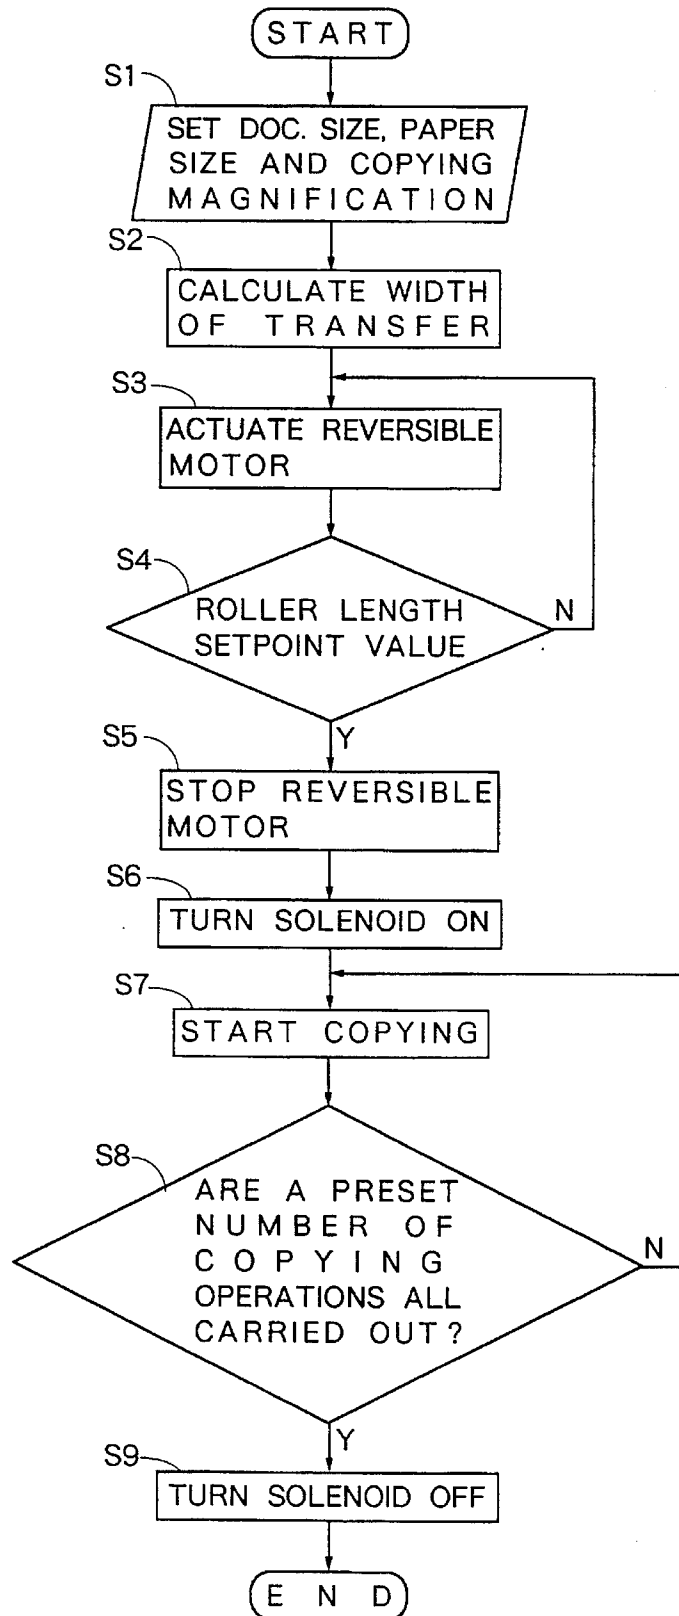 START
S1
SET DOC. SIZE, PAPER
SIZE AND COPYING
MAGNIFICATION
S2
CALCULATE WIDTH
OF TRANSFER
S3
ACTUATE REVERSIBLE
MOTOR
S4
ROLLER LENGTH
SETPOINT VALUE
N
Y
S5
STOP REVERSIBLE
MOTOR
S6
TURN SOLENOID ON
S7
START COPYING
S8
ARE A PRESET
NUMBER OF
COPYING
OPERATIONS ALL
CARRIED OUT?
N
Y
S9
TURN SOLENOID OFF
END